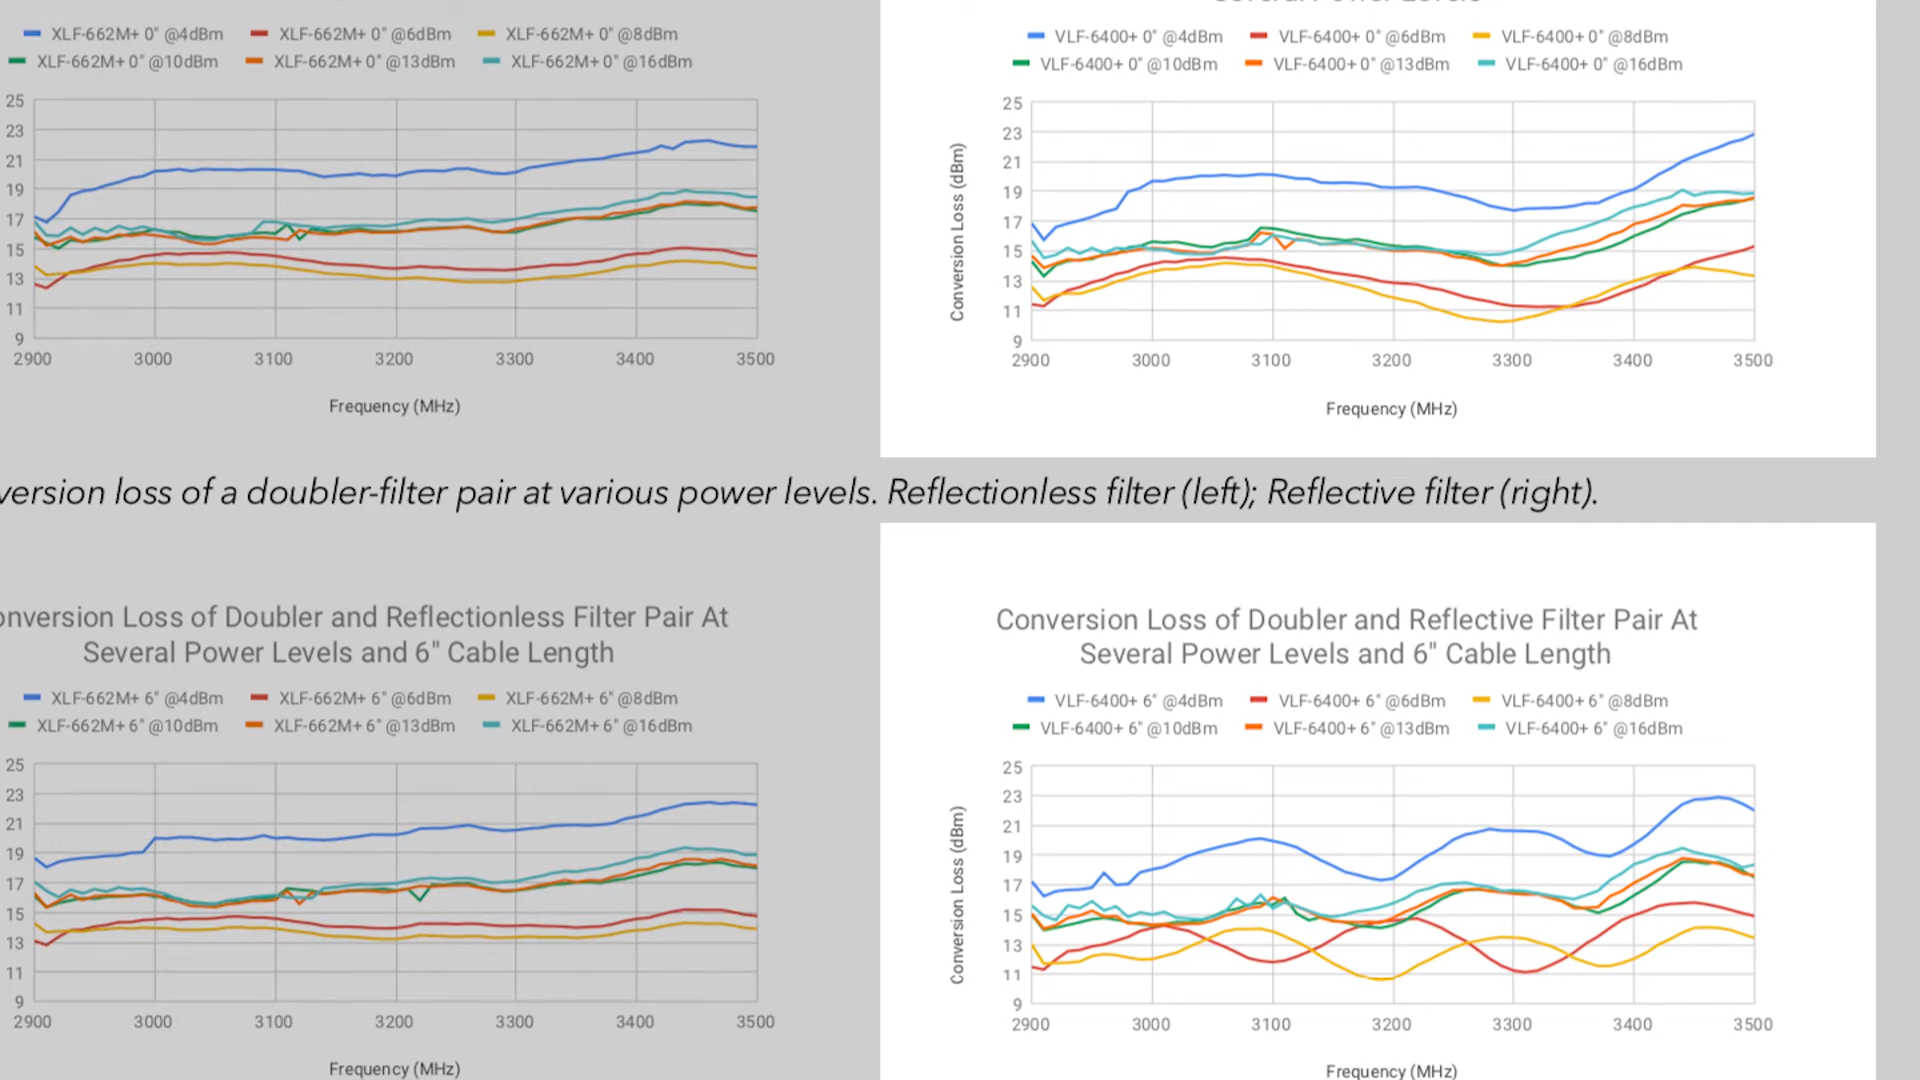 Several Power Levels
XLF-662M+ 0" @4dBm XLF-662M+ 0" @6dBm XLF-662M+ 0" @8dBm
XLF-662M+ 0" @10dBm XLF-662M+ 0" @13dBm XLF-662M+ 0" @16dBm
25
23
21
19
17
15
13
11
9
2900 3000 3100 3200 3300 3400 3500
Frequency (MHz)
VLF-6400+ 0" @4dBm VLF-6400+ 0" @6dBm VLF-6400+ 0" @8dBm
VLF-6400+ 0" @10dBm VLF-6400+ 0" @13dBm VLF-6400+ 0" @16dBm
Conversion Loss (dBm)
25
23
21
19
17
15
13
11
9
2900 3000 3100 3200 3300 3400 3500
Frequency (MHz)
version loss of a doubler-filter pair at various power levels. Reflectionless filter (left); Reflective filter (right).
onversion Loss of Doubler and Reflectionless Filter Pair At
Several Power Levels and 6" Cable Length
XLF-662M+ 6" @4dBm XLF-662M+ 6" @6dBm XLF-662M+ 6" @8dBm
XLF-662M+ 6" @10dBm XLF-662M+ 6" @13dBm XLF-662M+ 6" @16dBm
25
23
21
19
17
15
13
11
9
2900 3000 3100 3200 3300 3400 3500
Frequency (MHz)
Conversion Loss of Doubler and Reflective Filter Pair At
Several Power Levels and 6" Cable Length
VLF-6400+ 6" @4dBm VLF-6400+ 6" @6dBm VLF-6400+ 6" @8dBm
VLF-6400+ 6" @10dBm VLF-6400+ 6" @13dBm VLF-6400+ 6" @16dBm
Conversion Loss (dBm)
25
23
21
19
17
15
13
11
9
2900 3000 3100 3200 3300 3400 3500
Frequency (MHz)